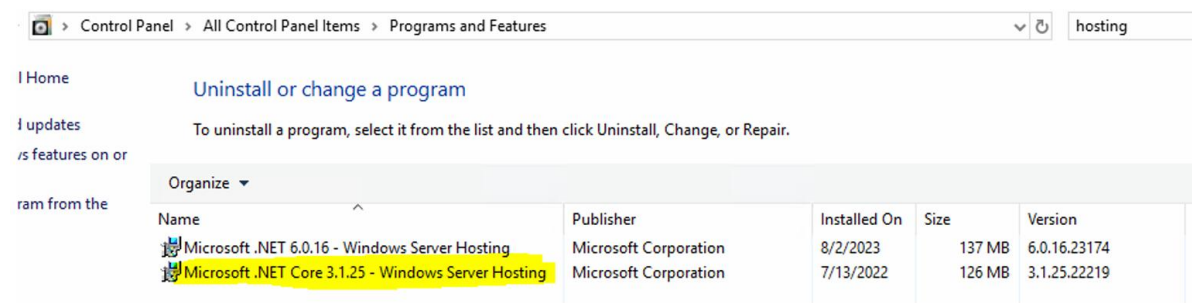 Control Panel > All Control Panel Items > Programs and Features hosting
l Home
Uninstall or change a program
d updates
To uninstall a program, select it from the list and then click Uninstall, Change, or Repair.
vs features on or
Organize
ram from the
Name Publisher Installed On Size Version
Microsoft .NET 6.0.16 - Windows Server Hosting Microsoft Corporation 8/2/2023 137 MB 6.0.16.23174
Microsoft .NET Core 3.1.25 - Windows Server Hosting Microsoft Corporation 7/13/2022 126 MB 3.1.25.22219